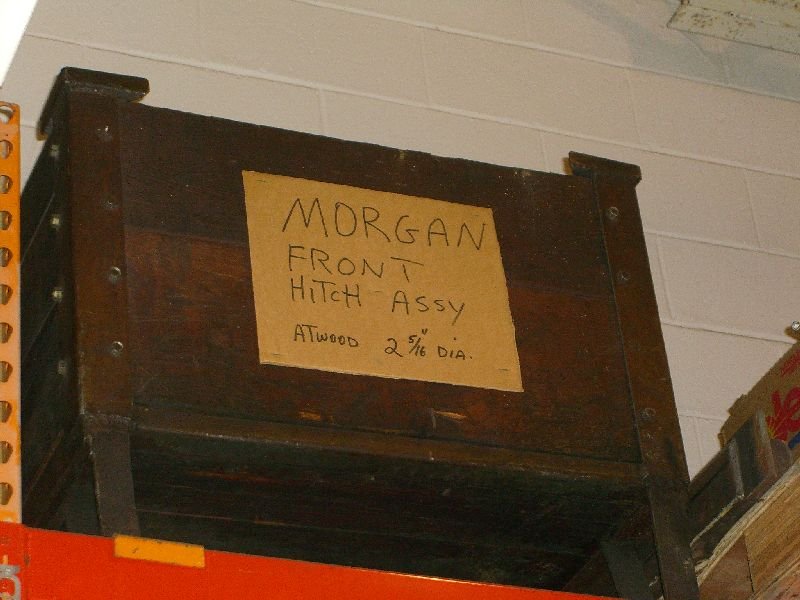 MORGAN
FRONT
HITCH ASSY
ATWOOD 2 5/16" DIA.